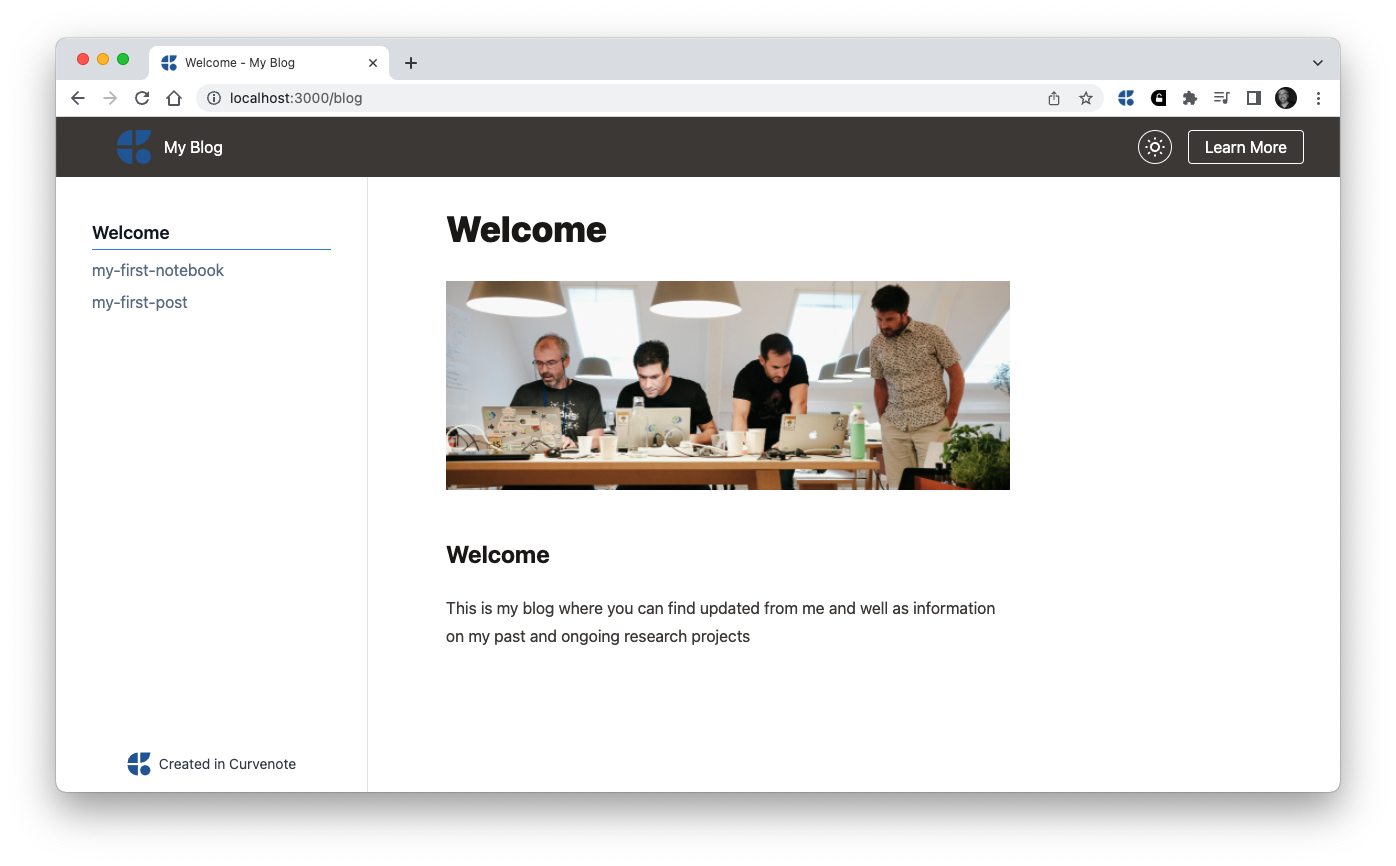 Welcome - My Blog
localhost:3000/blog
My Blog
Learn More
Welcome
my-first-notebook
my-first-post
Welcome
Welcome
This is my blog where you can find updated from me and well as information
on my past and ongoing research projects
Created in Curvenote